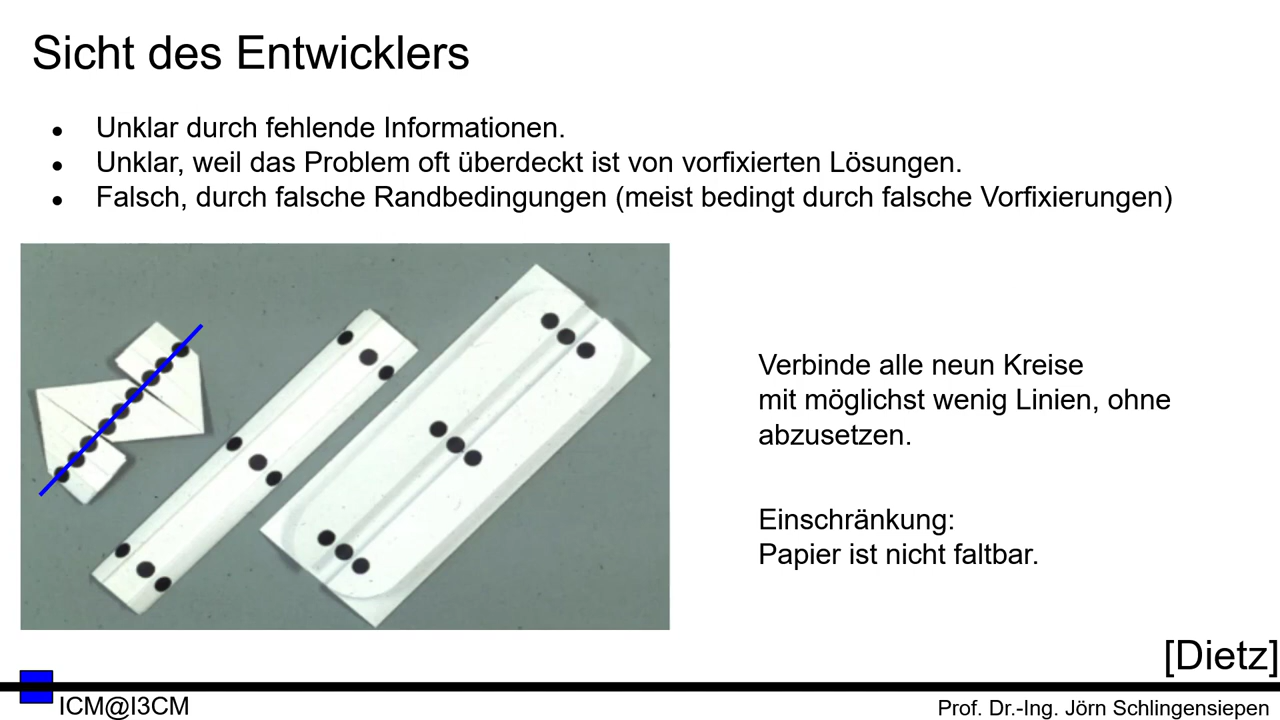 Sicht des Entwicklers
● Unklar durch fehlende Informationen.
● Unklar, weil das Problem oft überdeckt ist von vorfixierten Lösungen.
● Falsch, durch falsche Randbedingungen (meist bedingt durch falsche Vorfixierungen)
Verbinde alle neun Kreise
mit möglichst wenig Linien, ohne
abzusetzen.
Einschränkung:
Papier ist nicht faltbar.
[Dietz]
ICM@I3CM
Prof. Dr.-Ing. Jörn Schlingensiepen